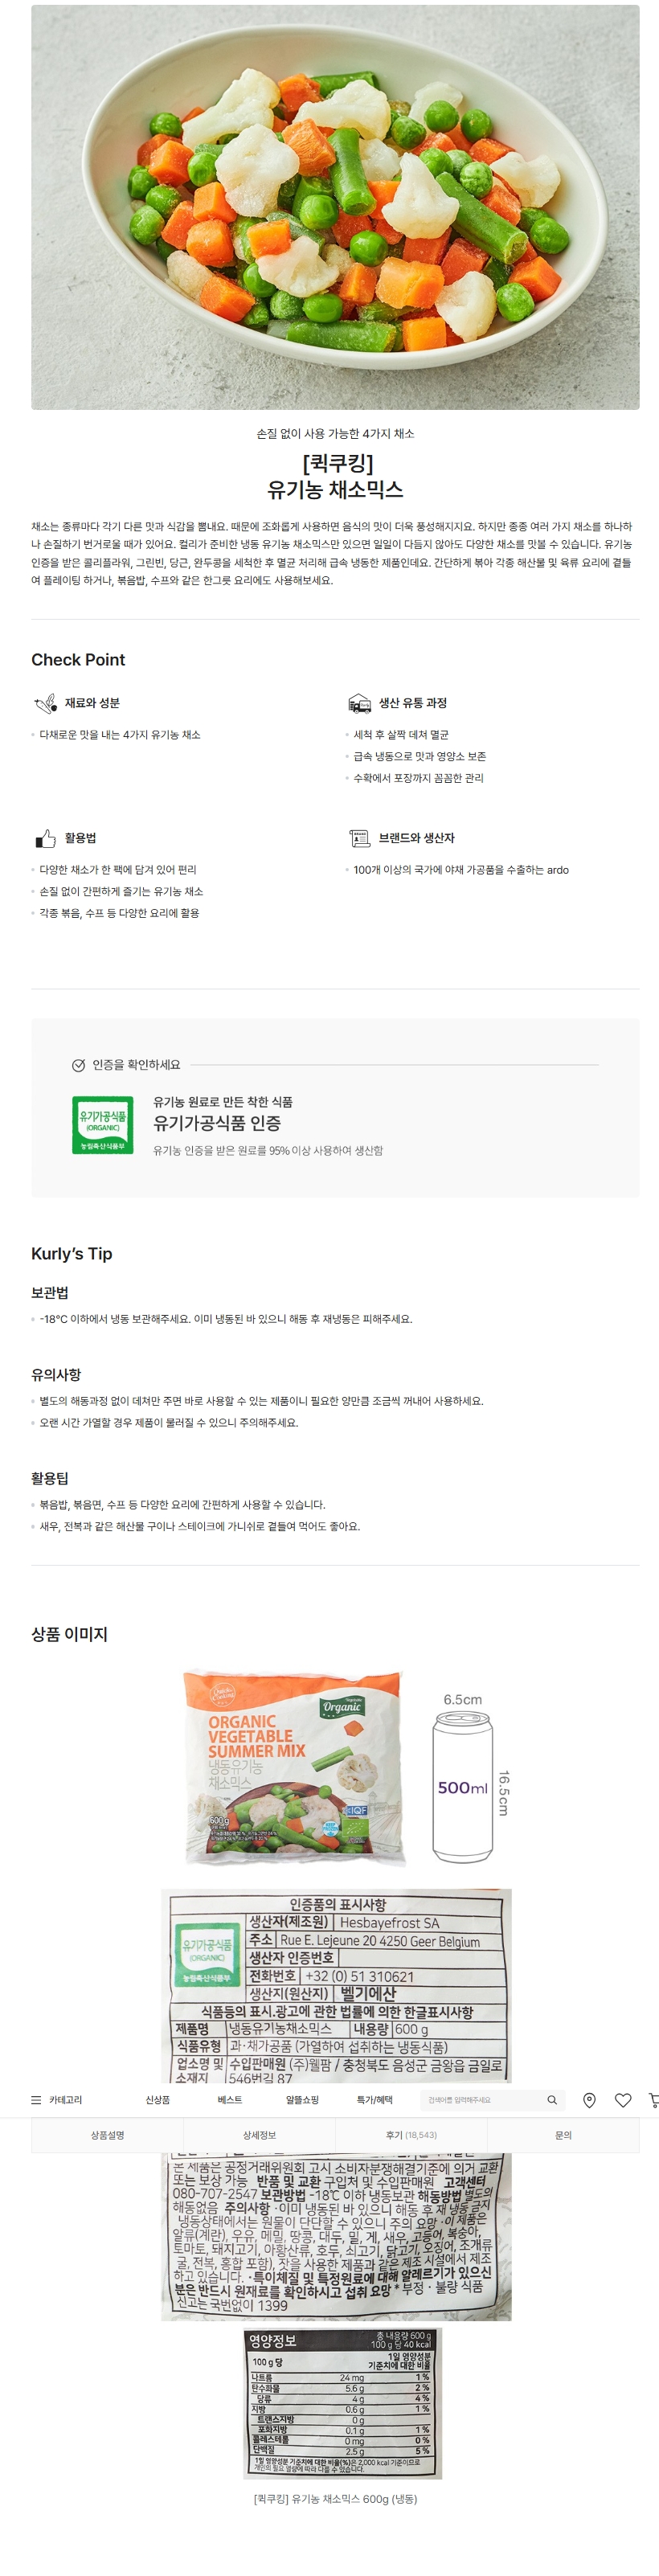 손질 없이 사용 가능한 4가지 채소
[퀵쿠킹]
유기농 채소믹스
채소는 종류마다 각기 다른 맛과 식감을 뽐내요. 때문에 조화롭게 사용하면 음식의 맛이 더욱 풍성해지지요. 하지만 종종 여러 가지 채소를 하나하
나 손질하기 번거로울 때가 있어요. 컬리가 준비한 냉동 유기농 채소믹스만 있으면 일일이 다듬지 않아도 다양한 채소를 맛볼 수 있습니다. 유기농
인증을 받은 콜리플라워, 그린빈, 당근, 완두콩을 세척한 후 멸균 처리해 급속 냉동한 제품인데요. 간단하게 볶아 각종 해산물 및 육류 요리에 곁들
여 플레이팅 하거나, 볶음밥, 수프와 같은 한그릇 요리에도 사용해보세요.
Check Point
재료와 성분
다채로운 맛을 내는 4가지 유기농 채소
생산 유통 과정
세척 후 살짝 데쳐 멸균
급속 냉동으로 맛과 영양소 보존
수확에서 포장까지 꼼꼼한 관리
활용법
다양한 채소가 한 팩에 담겨 있어 편리
손질 없이 간편하게 즐기는 유기농 채소
각종 볶음, 수프 등 다양한 요리에 활용
브랜드와 생산자
100개 이상의 국가에 야채 가공품을 수출하는 ardo
인증을 확인하세요
유기가공식품
(ORGANIC)
농림축산식품부
유기농 원료로 만든 착한 식품
유기가공식품 인증
유기농 인증을 받은 원료를 95% 이상 사용하여 생산함
Kurly's Tip
보관법
-18℃ 이하에서 냉동 보관해주세요. 이미 냉동된 바 있으니 해동 후 재냉동은 피해주세요.
유의사항
별도의 해동과정 없이 데쳐만 주면 바로 사용할 수 있는 제품이니 필요한 양만큼 조금씩 꺼내어 사용하세요.
오랜 시간 가열할 경우 제품이 물러질 수 있으니 주의해주세요.
활용팁
볶음밥, 볶음면, 수프 등 다양한 요리에 간편하게 사용할 수 있습니다.
새우, 전복과 같은 해산물 구이나 스테이크에 가니쉬로 곁들여 먹어도 좋아요.
상품 이미지
Organic
ORGANIC
VEGETABLE
SUMMER MIX
냉동유기농
채소믹스
600g
IQF
6.5cm
500ml
16.5cm
인증품의 표시사항
유기가공식품
(ORGANIC)
농림축산식품부
생산자(제조원) Hesbayefrost SA
주소 Rue E. Lejeune 20 4250 Geer Belgium
생산자 인증번호
전화번호 +32 (0) 51 310621
생산지(원산지) 벨기에산
식품등의 표시.광고에 관한 법률에 의한 한글표시사항
제품명 냉동유기농채소믹스 내용량 600 g
식품유형 과·채가공품 (가열하여 섭취하는 냉동식품)
업소명 및 수입판매원 (주)웰팜 / 충청북도 음성군 금왕읍 금일로
소재지 546번길 87
카테고리 신상품 베스트 알뜰쇼핑 특가/혜택 검색어를 입력해주세요
상품설명 상세정보 후기 (18,543) 문의
본 제품은 공정거래위원회 고시 소비자분쟁해결기준에 의거 교환
또는 보상 가능 반품 및 교환 구입처 및 수입판매원 고객센터
080-707-2547 보관방법 -18℃ 이하 냉동보관 해동방법 별도의
해동없음 주의사항 ·이미 냉동된 바 있으니 해동 후 재 냉동 금지
·냉동상태에서는 원물이 단단할 수 있으니 주의 요망 ·이 제품은
알류(계란), 우유, 메밀, 땅콩, 대두, 밀, 게, 새우, 고등어, 복숭아,
토마토, 돼지고기, 아황산류, 호두, 쇠고기, 닭고기, 오징어, 조개류(
굴, 전복, 홍합 포함), 잣을 사용한 제품과 같은 제조 시설에서 제조
하고 있습니다. ·특이체질 및 특정원료에 대해 알레르기가 있으신
분은 반드시 원재료를 확인하시고 섭취 요망 * 부정·불량 식품
신고는 국번없이 1399
영양정보 총 내용량 600 g
100 g 당 40 kcal
100 g 당 1일 영양성분
기준치에 대한 비율
나트륨 24 mg 1 %
탄수화물 5.6 g 2 %
당류 4 g 4 %
지방 0.6 g 1 %
트랜스지방 0 g
포화지방 0.1 g 1 %
콜레스테롤 0 mg 0 %
단백질 2.5 g 5 %
1일 영양성분 기준치에 대한 비율(%)은 2,000 kcal 기준이므로
개인의 필요 열량에 따라 다를 수 있습니다.
[퀵쿠킹] 유기농 채소믹스 600g (냉동)